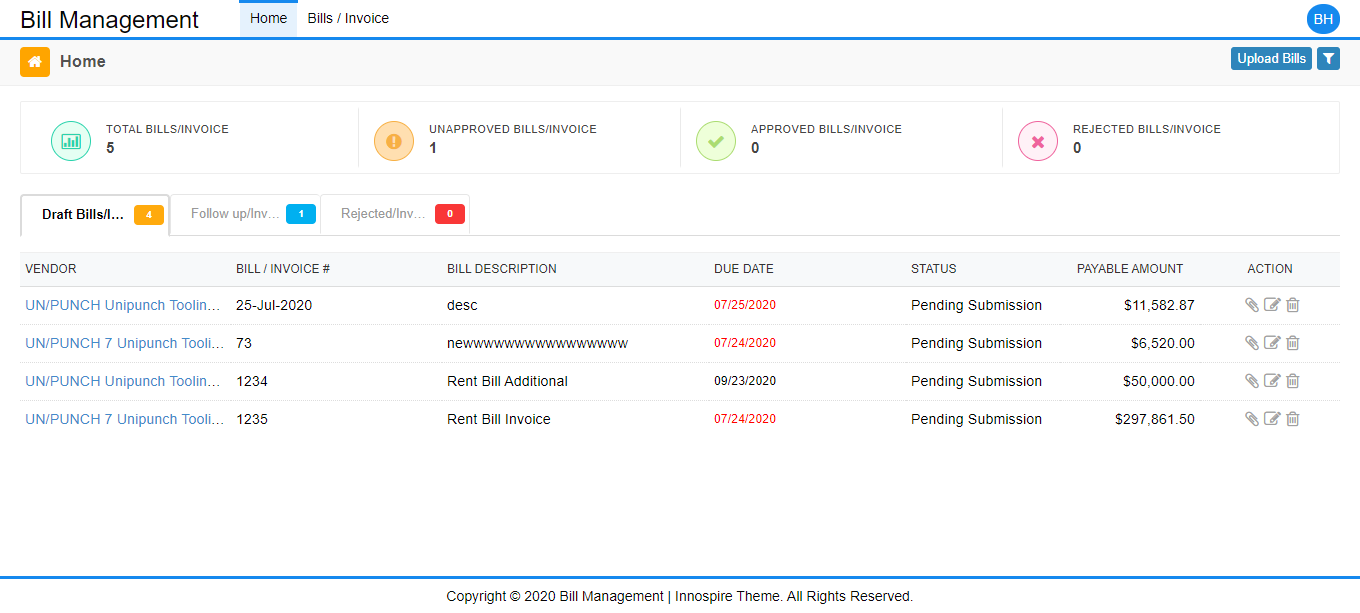 Bill Management Home Bills / Invoice BH
Home Upload Bills
TOTAL BILLS/INVOICE UNAPPROVED BILLS/INVOICE APPROVED BILLS/INVOICE REJECTED BILLS/INVOICE
5 1 0 0
Draft Bills/I... 4 Follow up/Inv... 1 Rejected/Inv... 0
VENDOR BILL / INVOICE # BILL DESCRIPTION DUE DATE STATUS PAYABLE AMOUNT ACTION
UN/PUNCH Unipunch Toolin... 25-Jul-2020 desc 07/25/2020 Pending Submission $11,582.87
UN/PUNCH 7 Unipunch Tooli... 73 newwwwwwwwwwwwwwww 07/24/2020 Pending Submission $6,520.00
UN/PUNCH Unipunch Toolin... 1234 Rent Bill Additional 09/23/2020 Pending Submission $50,000.00
UN/PUNCH 7 Unipunch Tooli... 1235 Rent Bill Invoice 07/24/2020 Pending Submission $297,861.50
Copyright © 2020 Bill Management | Innospire Theme. All Rights Reserved.